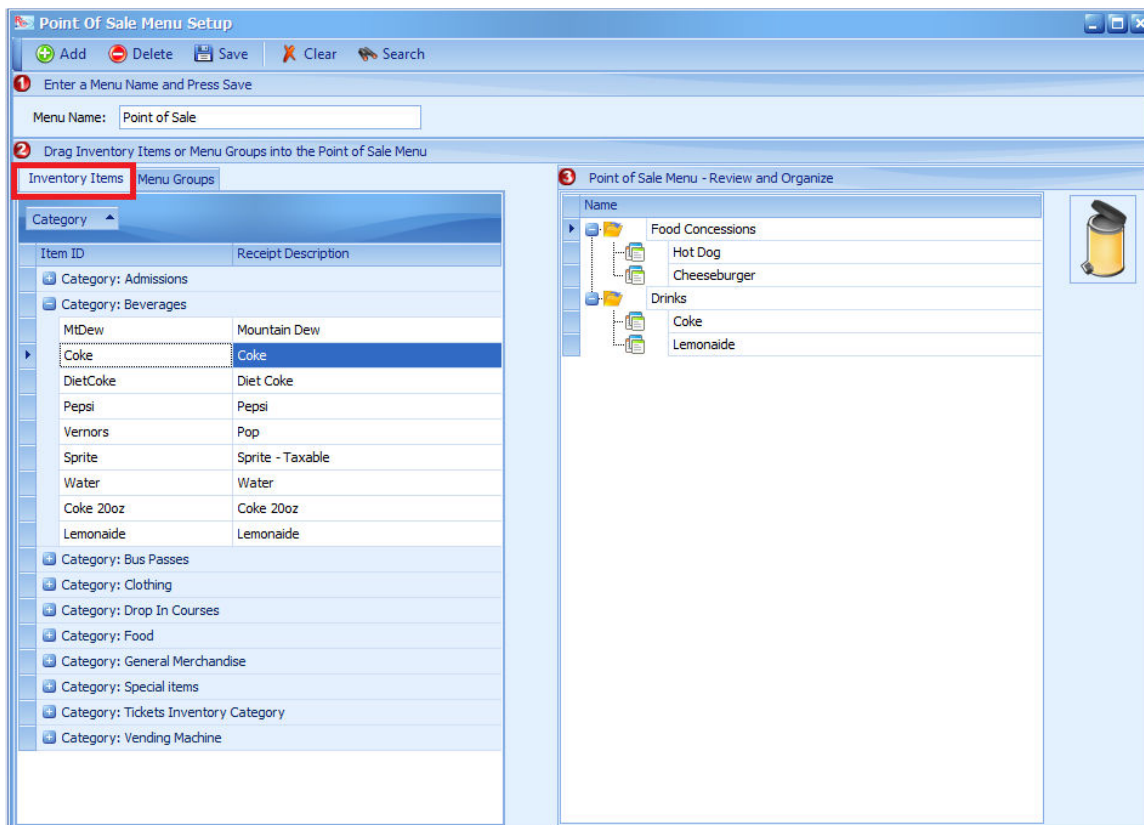 Point Of Sale Menu Setup
Add Delete Save Clear Search
1 Enter a Menu Name and Press Save
Menu Name: Point of Sale
2 Drag Inventory Items or Menu Groups into the Point of Sale Menu
Inventory Items Menu Groups
Category
Item ID Receipt Description
Category: Admissions
Category: Beverages
MtDew Mountain Dew
Coke Coke
DietCoke Diet Coke
Pepsi Pepsi
Vernors Pop
Sprite Sprite - Taxable
Water Water
Coke 20oz Coke 20oz
Lemonaide Lemonaide
Category: Bus Passes
Category: Clothing
Category: Drop In Courses
Category: Food
Category: General Merchandise
Category: Special items
Category: Tickets Inventory Category
Category: Vending Machine
3 Point of Sale Menu - Review and Organize
Name
Food Concessions
Hot Dog
Cheeseburger
Drinks
Coke
Lemonaide